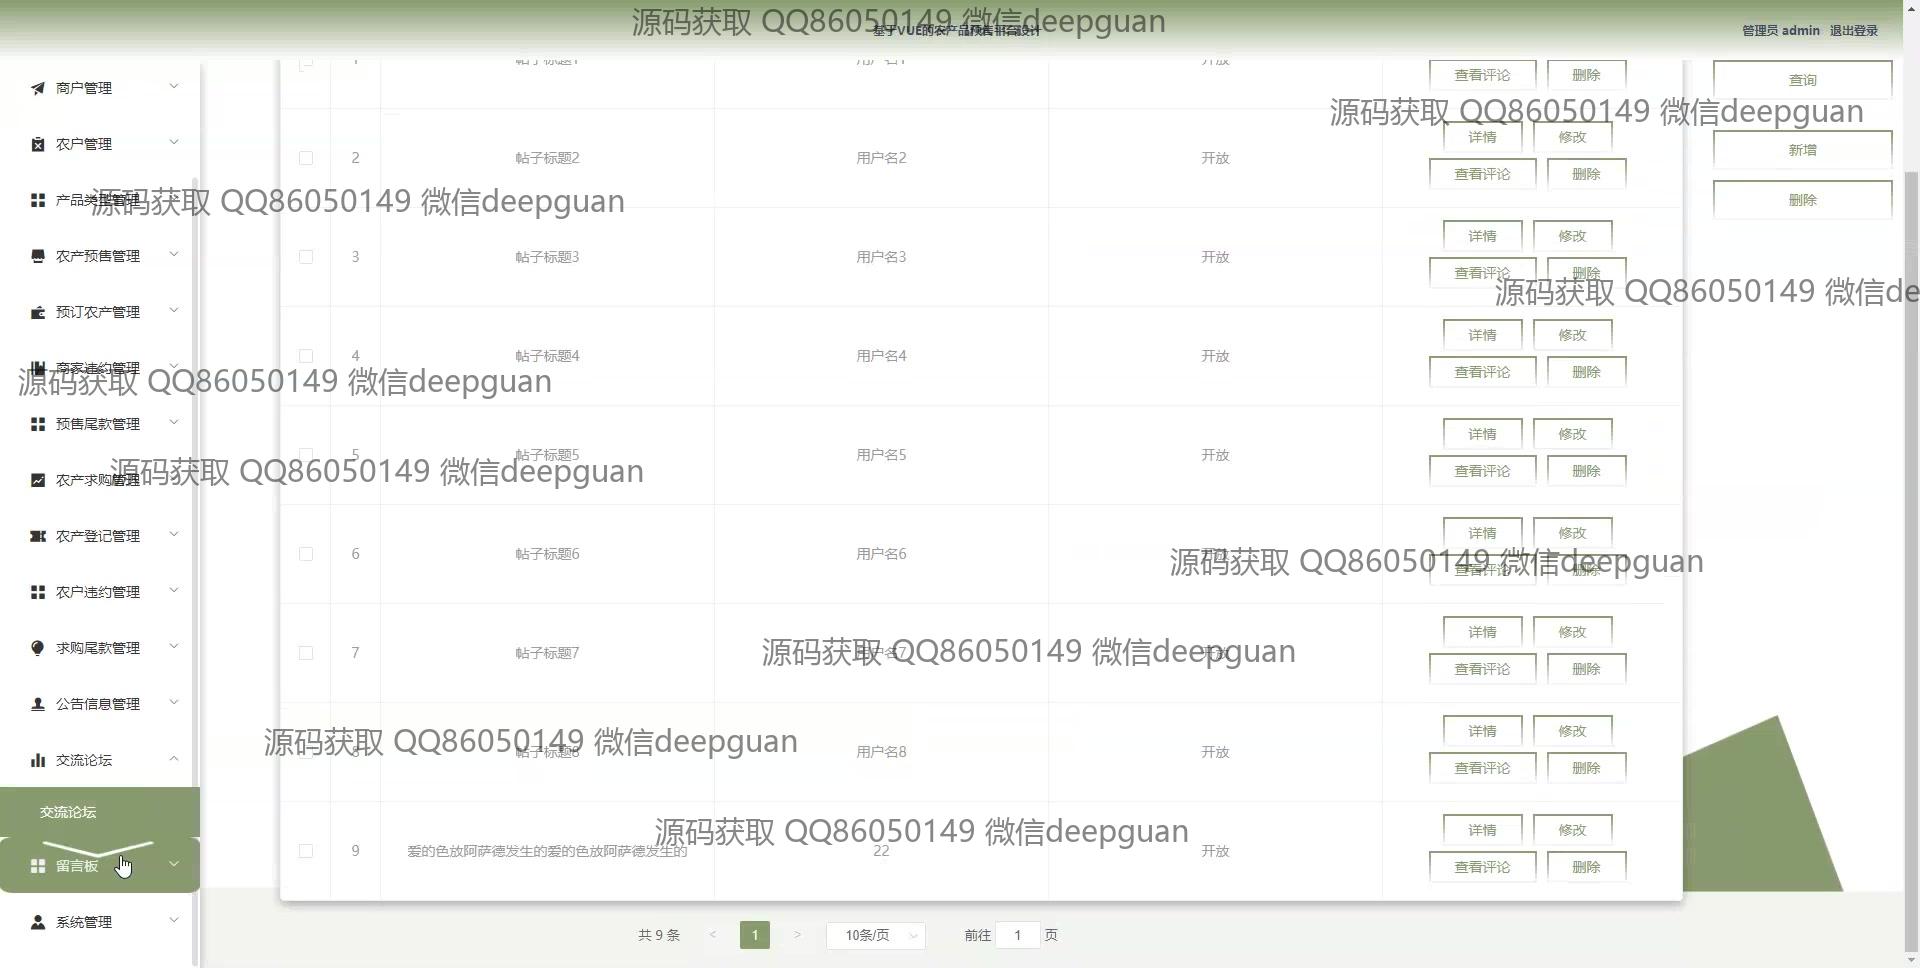 源码获取 QQ86050149 微信deepguan
基于VUE的农产品预售平台设计
管理员 admin 退出登录
商户管理
农户管理
产品类型管理
农产预售管理
预订农产管理
商家违约管理
预售尾款管理
农产求购管理
农产登记管理
农户违约管理
求购尾款管理
公告信息管理
交流论坛
交流论坛
留言板
系统管理
1 帖子标题1 用户名1 开放 查看评论 删除
2 帖子标题2 用户名2 开放 详情 修改 查看评论 删除
3 帖子标题3 用户名3 开放 详情 修改 查看评论 删除
4 帖子标题4 用户名4 开放 详情 修改 查看评论 删除
5 帖子标题5 用户名5 开放 详情 修改 查看评论 删除
6 帖子标题6 用户名6 开放 详情 修改 查看评论 删除
7 帖子标题7 用户名7 开放 详情 修改 查看评论 删除
8 帖子标题8 用户名8 开放 详情 修改 查看评论 删除
9 爱的色放阿萨德发生的爱的色放阿萨德发生的 22 开放 详情 修改 查看评论 删除
查询
新增
删除
源码获取 QQ86050149 微信deepguan
源码获取 QQ86050149 微信deepguan
源码获取 QQ86050149 微信de
源码获取 QQ86050149 微信deepguan
源码获取 QQ86050149 微信deepguan
源码获取 QQ86050149 微信deepguan
源码获取 QQ86050149 微信deepguan
源码获取 QQ86050149 微信deepguan
源码获取 QQ86050149 微信deepguan
共 9 条 < 1 > 10条/页 前往 1 页